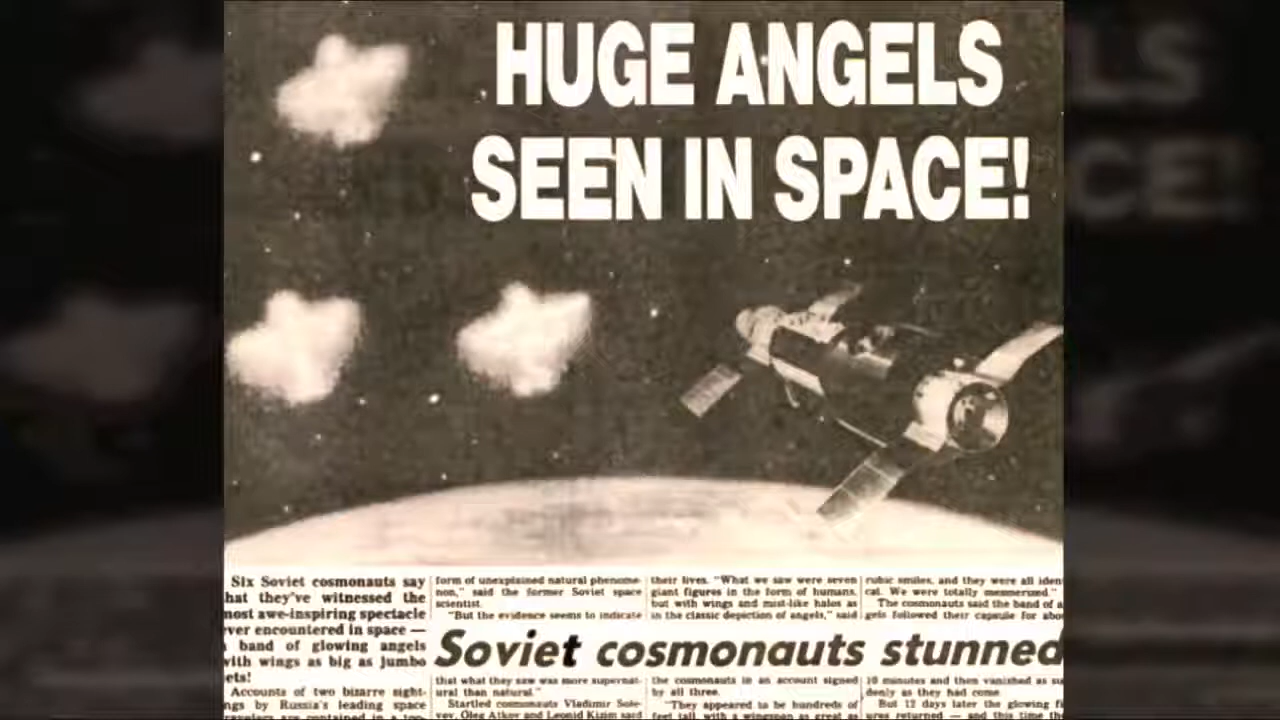 HUGE ANGELS
SEEN IN SPACE!
Six Soviet cosmonauts say
hat they've witnessed the
most awe-inspiring spectacle
ver encountered in space —
band of glowing angels
with wings as big as jumbo
ets!
Accounts of two bizarre sight-
ngs by Russia's leading space
form of unexplained natural phenome-
non," said the former Soviet space
scientist.
"But the evidence seems to indicate
Soviet cosmonauts stunned
that what they saw was more supernat-
ural than natural."
Startled cosmonauts Vladimir Solo-
vev, Oleg Atkov and Leonid Kizim said
their lives. "What we saw were seven
giant figures in the form of humans,
but with wings and mist-like halos as
in the classic depiction of angels," said
the cosmonauts in an account signed
by all three.
"They appeared to be hundreds of
feet tall with a wingspan as great as
rubic smiles, and they were all iden
cal. We were totally mesmerized."
The cosmonauts said the band of a
gels followed their capsule for abo
10 minutes and then vanished as su
denly as they had come.
But 12 days later the glowing fi
ures returned — and this time th
LS
CE!